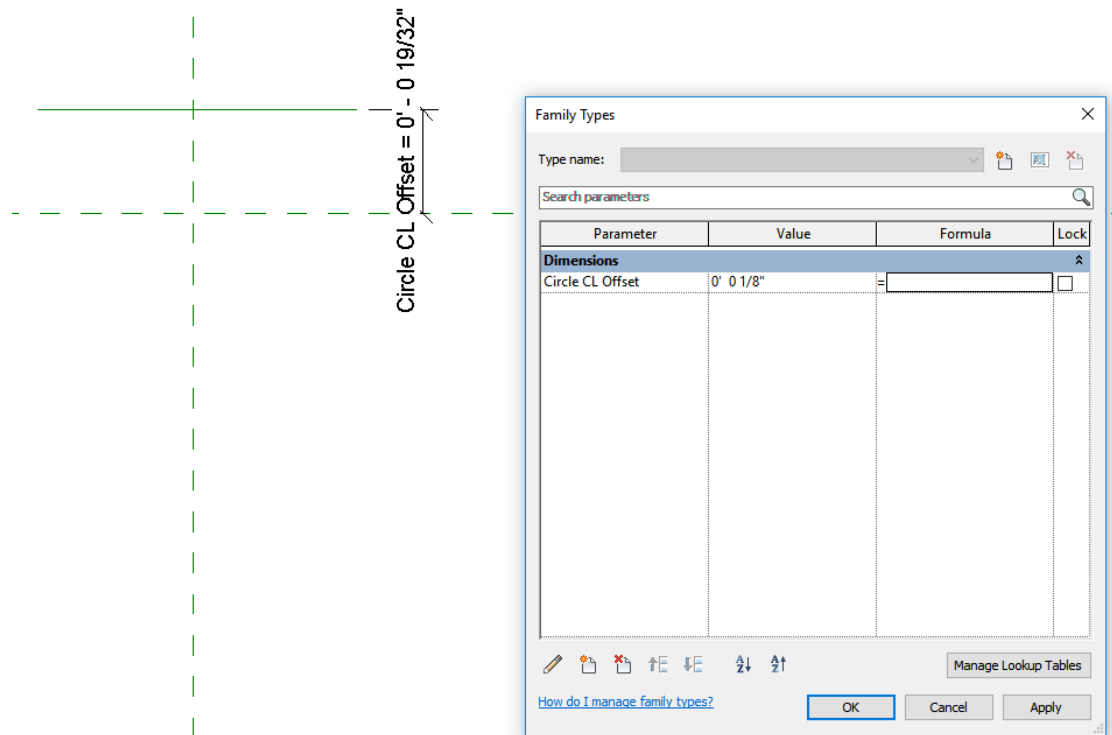 Circle CL Offset = 0' - 0 19/32"
Family Types
Type name:
Search parameters
Parameter Value Formula Lock
Dimensions
Circle CL Offset 0' 0 1/8" =
Manage Lookup Tables
How do I manage family types?
OK Cancel Apply